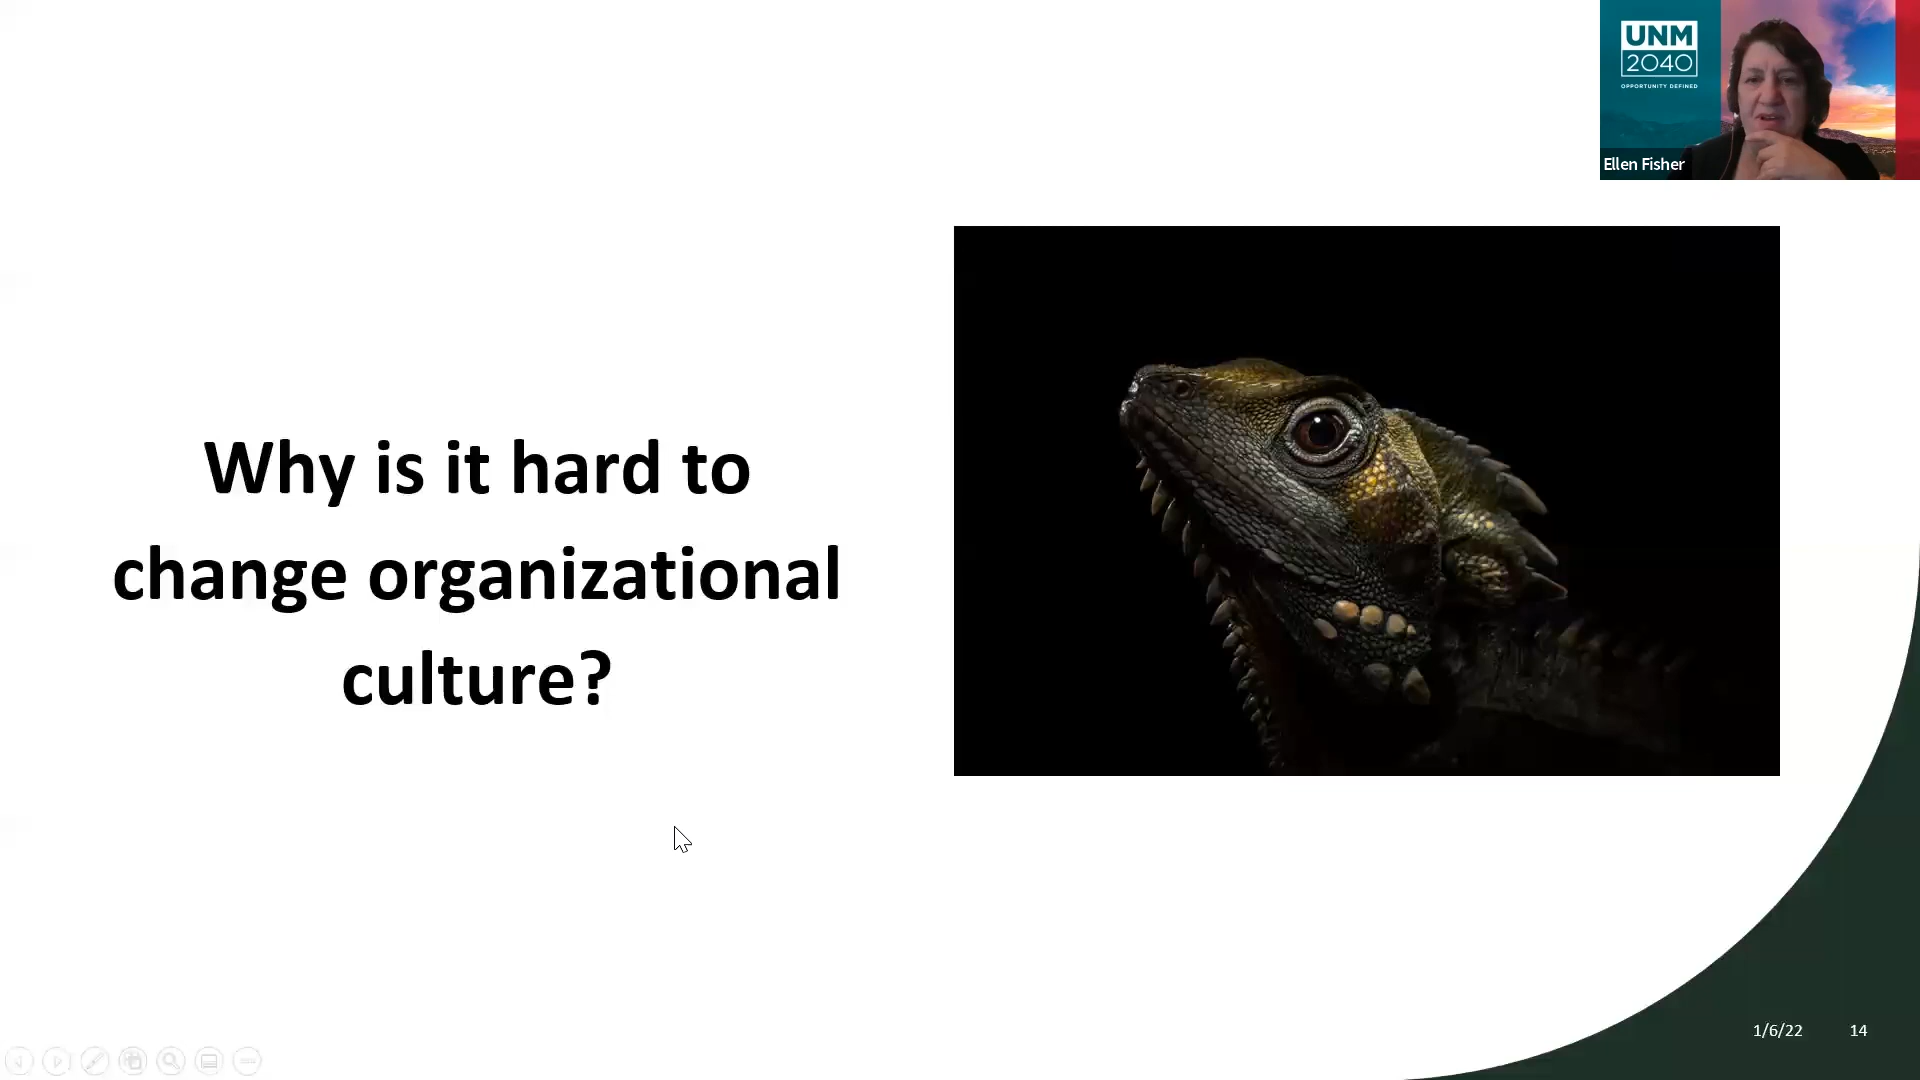 UNM
2040
OPPORTUNITY DEFINED
Ellen Fisher
Why is it hard to
change organizational
culture?
1/6/22
14